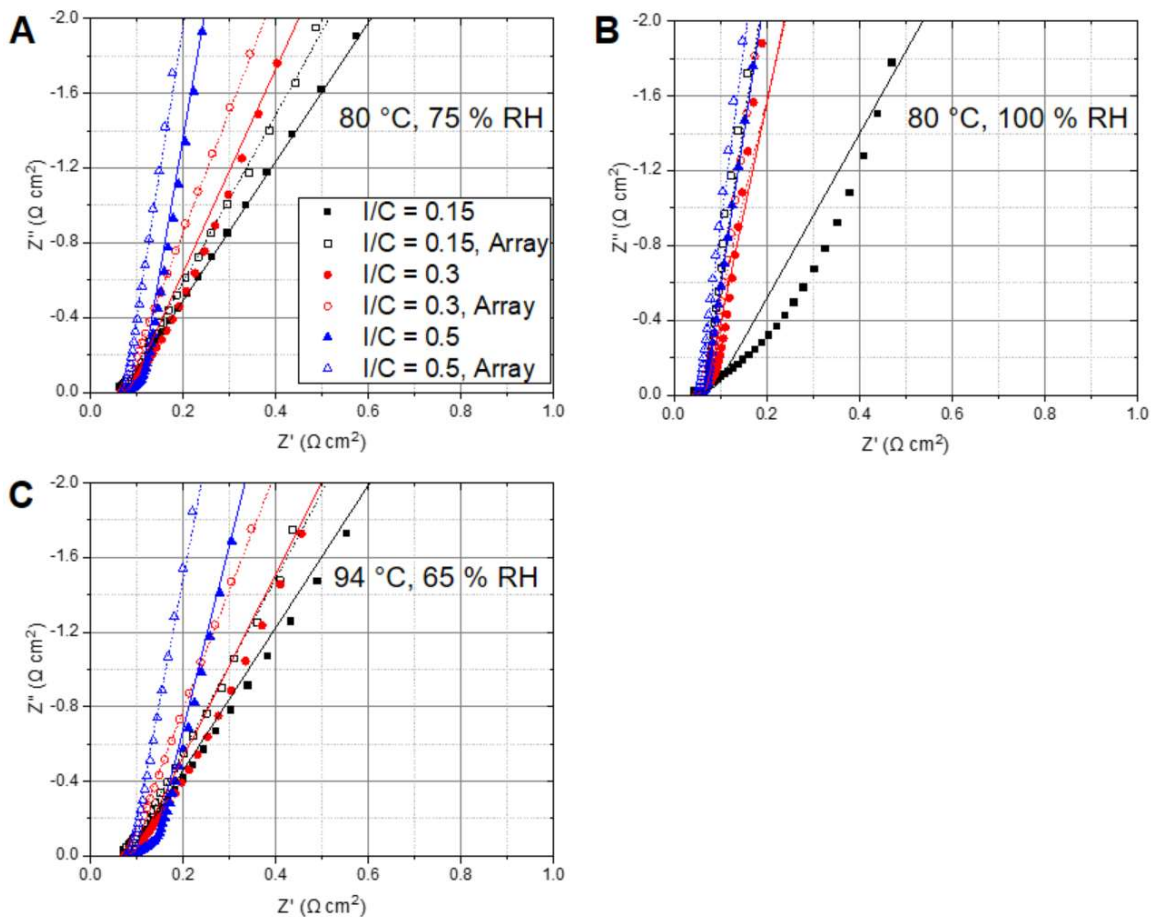 A
-2.0
-1.6
-1.2
-0.8
-0.4
0.0
Z'' (Ω cm²)
80 °C, 75 % RH
I/C = 0.15
I/C = 0.15, Array
I/C = 0.3
I/C = 0.3, Array
I/C = 0.5
I/C = 0.5, Array
0.0 0.2 0.4 0.6 0.8 1.0
Z' (Ω cm²)
B
-2.0
-1.6
-1.2
-0.8
-0.4
0.0
Z'' (Ω cm²)
80 °C, 100 % RH
0.0 0.2 0.4 0.6 0.8 1.0
Z' (Ω cm²)
C
-2.0
-1.6
-1.2
-0.8
-0.4
0.0
Z'' (Ω cm²)
94 °C, 65 % RH
0.0 0.2 0.4 0.6 0.8 1.0
Z' (Ω cm²)